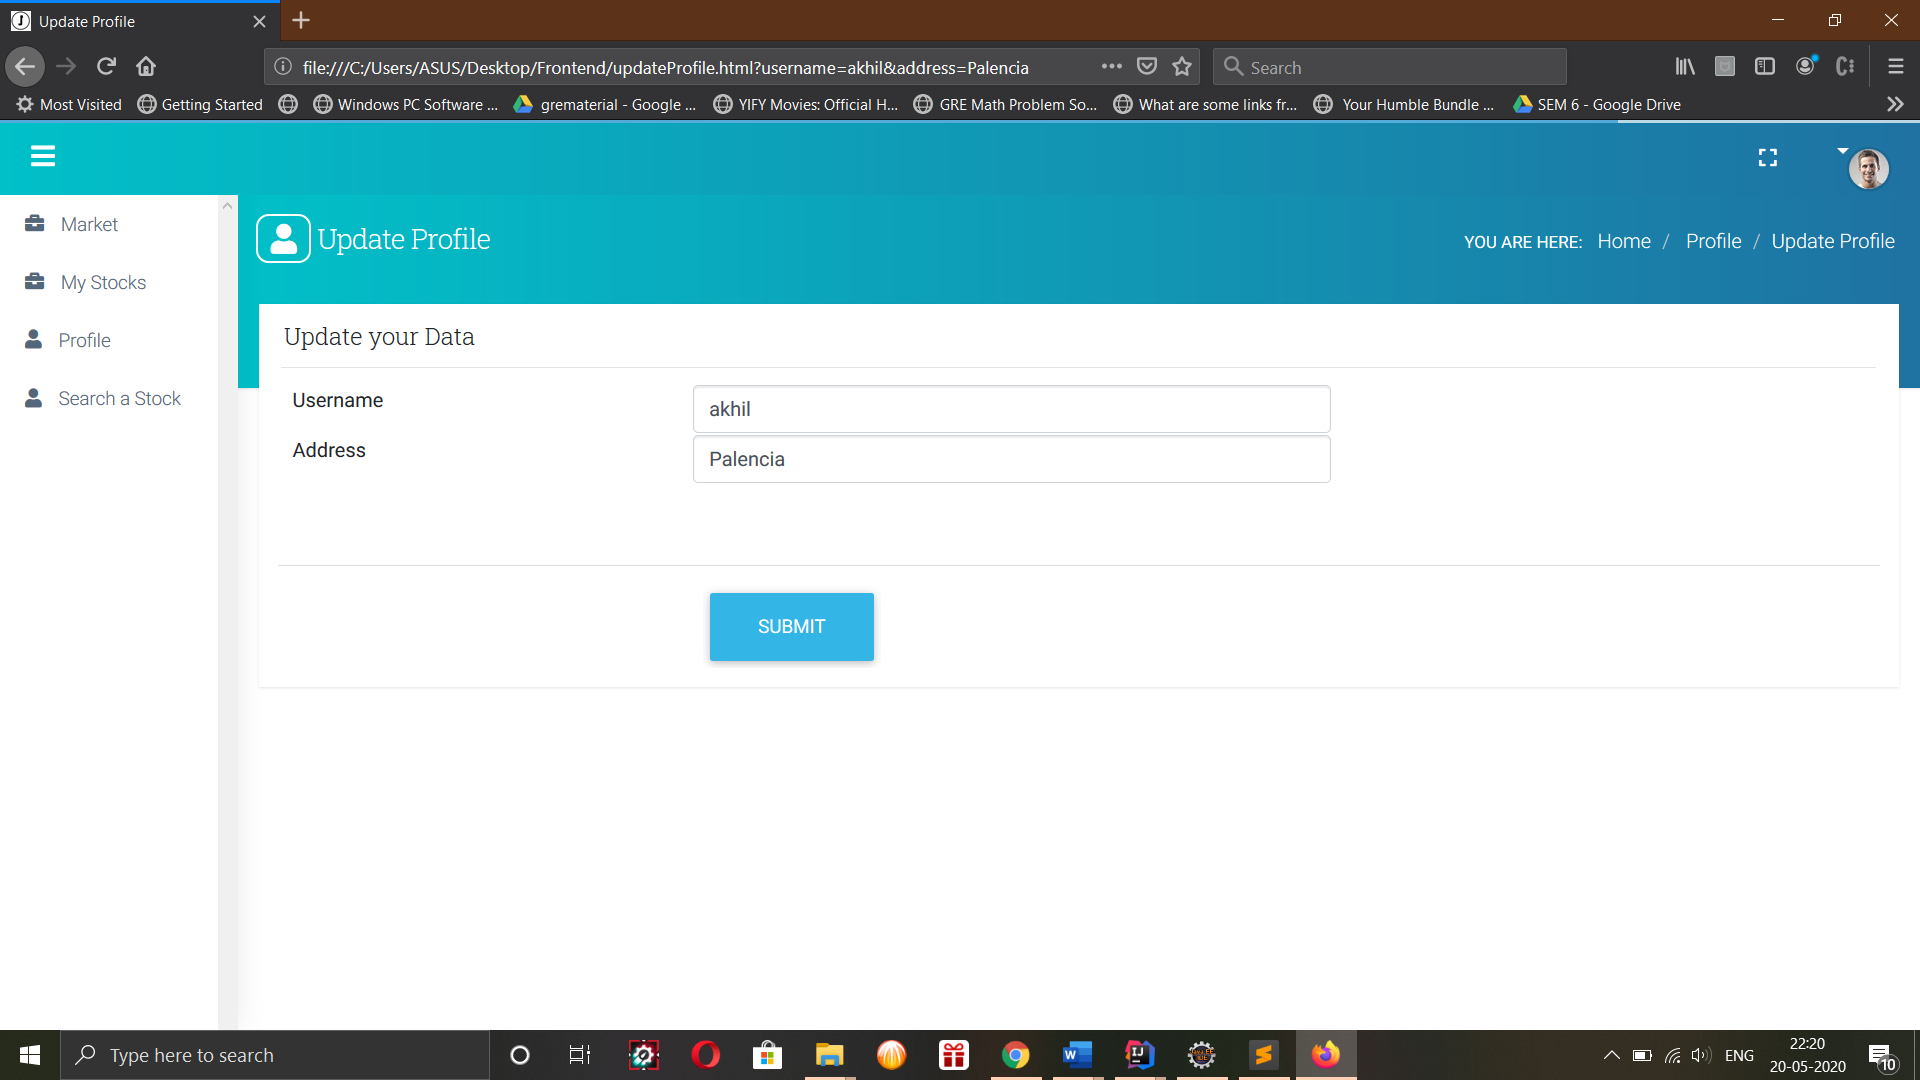 Update Profile
file:///C:/Users/ASUS/Desktop/Frontend/updateProfile.html?username=akhil&address=Palencia
Search
Most Visited
Getting Started
Windows PC Software ...
grematerial - Google ...
YIFY Movies: Official H...
GRE Math Problem So...
What are some links fr...
Your Humble Bundle ...
SEM 6 - Google Drive
Market
My Stocks
Profile
Search a Stock
Update Profile
YOU ARE HERE: Home / Profile / Update Profile
Update your Data
Username
akhil
Address
Palencia
SUBMIT
Type here to search
ENG
22:20
20-05-2020
10